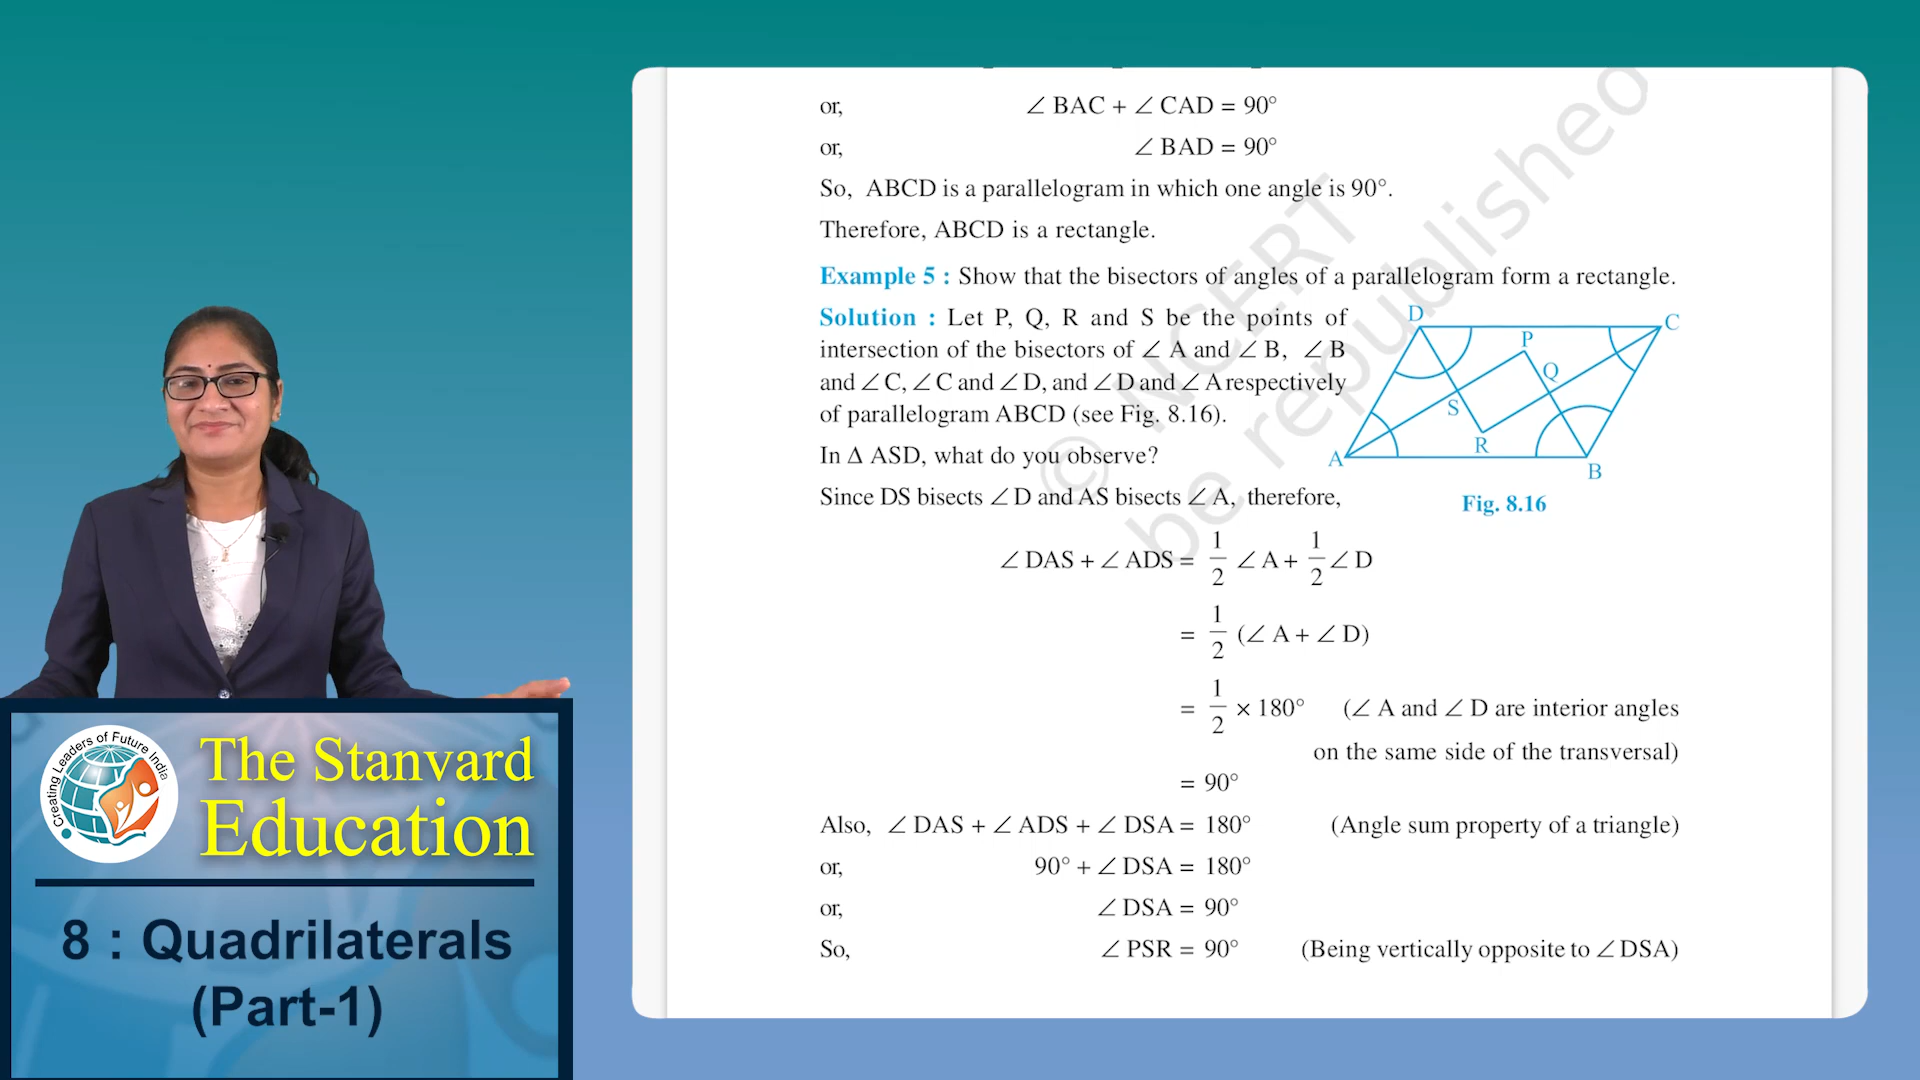 or, ∠ BAC + ∠ CAD = 90°
or, ∠ BAD = 90°
So, ABCD is a parallelogram in which one angle is 90°.
Therefore, ABCD is a rectangle.
Example 5 : Show that the bisectors of angles of a parallelogram form a rectangle.
Solution : Let P, Q, R and S be the points of
intersection of the bisectors of ∠ A and ∠ B, ∠ B
and ∠ C, ∠ C and ∠ D, and ∠ D and ∠ A respectively
of parallelogram ABCD (see Fig. 8.16).
In Δ ASD, what do you observe?
Since DS bisects ∠ D and AS bisects ∠ A, therefore,
D
C
P
Q
S
R
A
B
Fig. 8.16
∠ DAS + ∠ ADS = 1/2 ∠ A + 1/2 ∠ D
= 1/2 (∠ A + ∠ D)
= 1/2 × 180° (∠ A and ∠ D are interior angles
on the same side of the transversal)
= 90°
Also, ∠ DAS + ∠ ADS + ∠ DSA = 180° (Angle sum property of a triangle)
or, 90° + ∠ DSA = 180°
or, ∠ DSA = 90°
So, ∠ PSR = 90° (Being vertically opposite to ∠ DSA)
© NCERT
be republished
Creating Leaders of Future India
The Stanvard
Education
8 : Quadrilaterals
(Part-1)